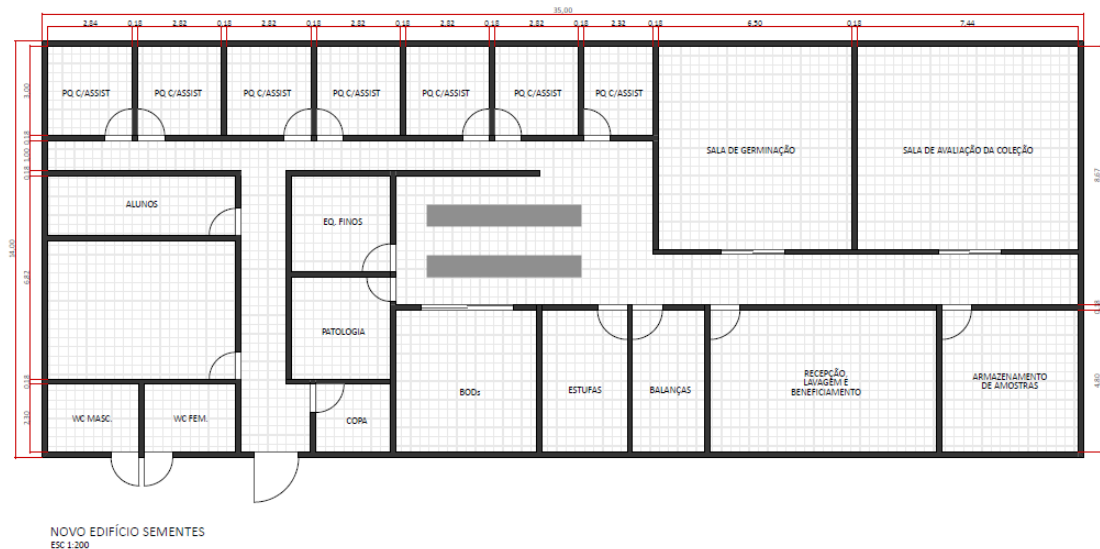 35,00
2,84 0,18 2,82 0,18 2,82 0,18 2,82 0,18 2,82 0,18 2,82 0,18 2,32 0,18 6,50 0,18 7,44
14,00
3,00
0,18
1,00
0,18
6,82
0,18
2,30
8,67
0,18
4,80
PQ C/ASSIST
PQ C/ASSIST
PQ C/ASSIST
PQ C/ASSIST
PQ C/ASSIST
PQ C/ASSIST
PQ C/ASSIST
SALA DE GERMINAÇÃO
SALA DE AVALIAÇÃO DA COLEÇÃO
ALUNOS
EQ. FINOS
PATOLOGIA
WC MASC.
WC FEM.
COPA
BODs
ESTUFAS
BALANÇAS
RECEPÇÃO,
LAVAGEM E
BENEFICIAMENTO
ARMAZENAMENTO
DE AMOSTRAS
NOVO EDIFÍCIO SEMENTES
ESC 1:200